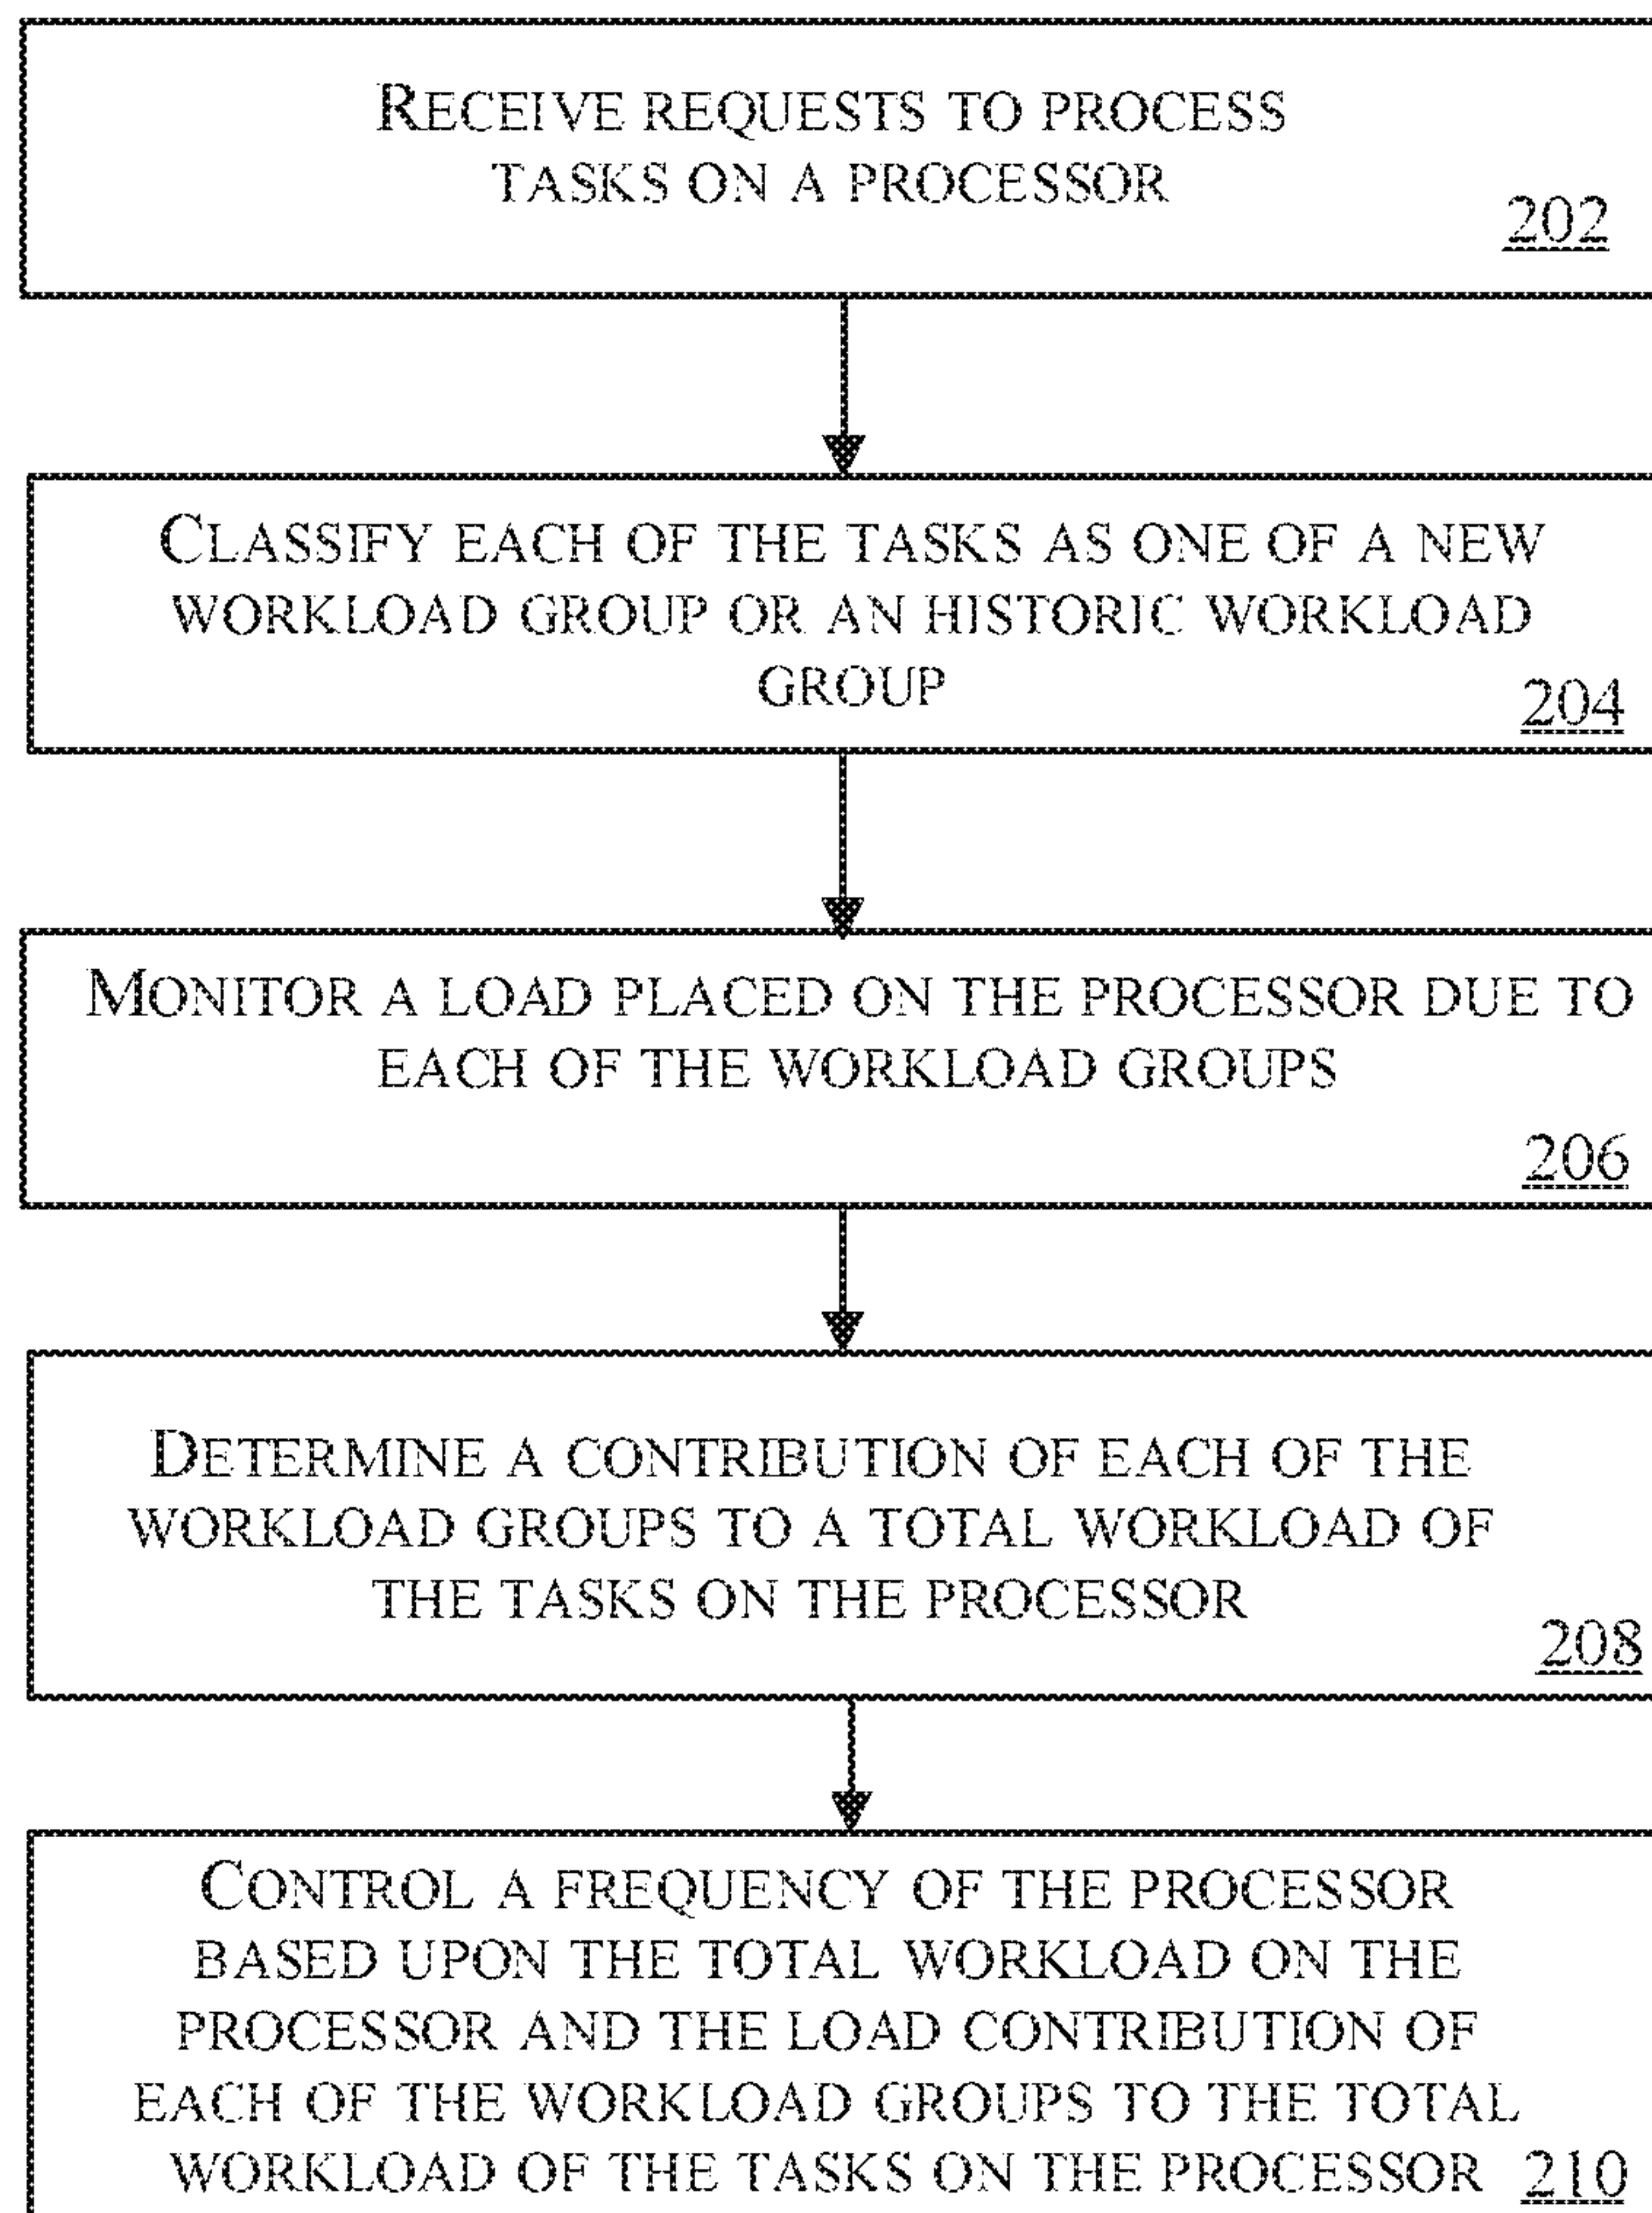 RECEIVE REQUESTS TO PROCESS
TASKS ON A PROCESSOR
202
CLASSIFY EACH OF THE TASKS AS ONE OF A NEW
WORKLOAD GROUP OR AN HISTORIC WORKLOAD
GROUP
204
MONITOR A LOAD PLACED ON THE PROCESSOR DUE TO
EACH OF THE WORKLOAD GROUPS
206
DETERMINE A CONTRIBUTION OF EACH OF THE
WORKLOAD GROUPS TO A TOTAL WORKLOAD OF
THE TASKS ON THE PROCESSOR
208
CONTROL A FREQUENCY OF THE PROCESSOR
BASED UPON THE TOTAL WORKLOAD ON THE
PROCESSOR AND THE LOAD CONTRIBUTION OF
EACH OF THE WORKLOAD GROUPS TO THE TOTAL
WORKLOAD OF THE TASKS ON THE PROCESSOR 210